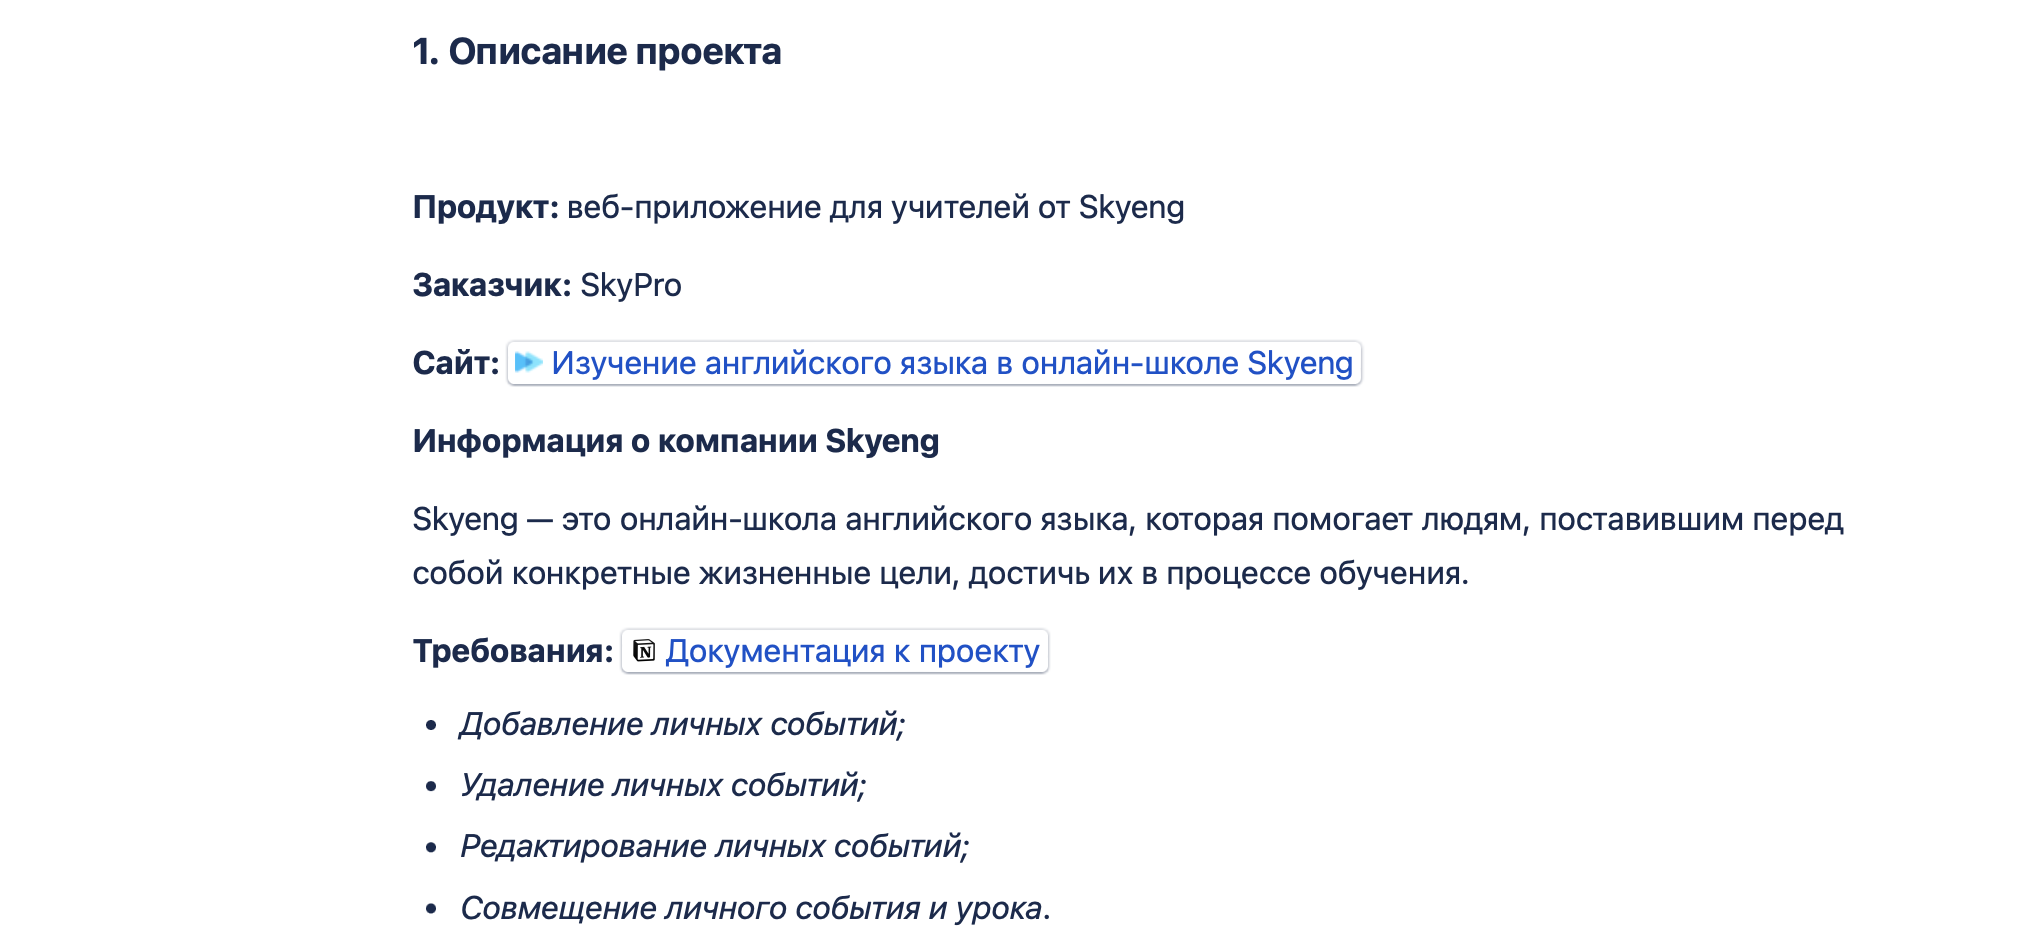 1. Описание проекта
Продукт: веб-приложение для учителей от Skyeng
Заказчик: SkyPro
Сайт: Изучение английского языка в онлайн-школе Skyeng
Информация о компании Skyeng
Skyeng — это онлайн-школа английского языка, которая помогает людям, поставившим перед
собой конкретные жизненные цели, достичь их в процессе обучения.
Требования: Документация к проекту
• Добавление личных событий;
• Удаление личных событий;
• Редактирование личных событий;
• Совмещение личного события и урока.